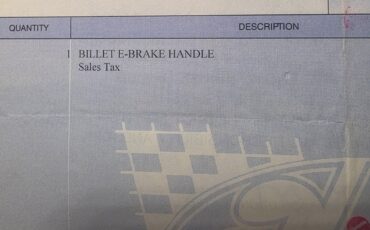 QUANTITY DESCRIPTION
1 BILLET E-BRAKE HANDLE
Sales Tax